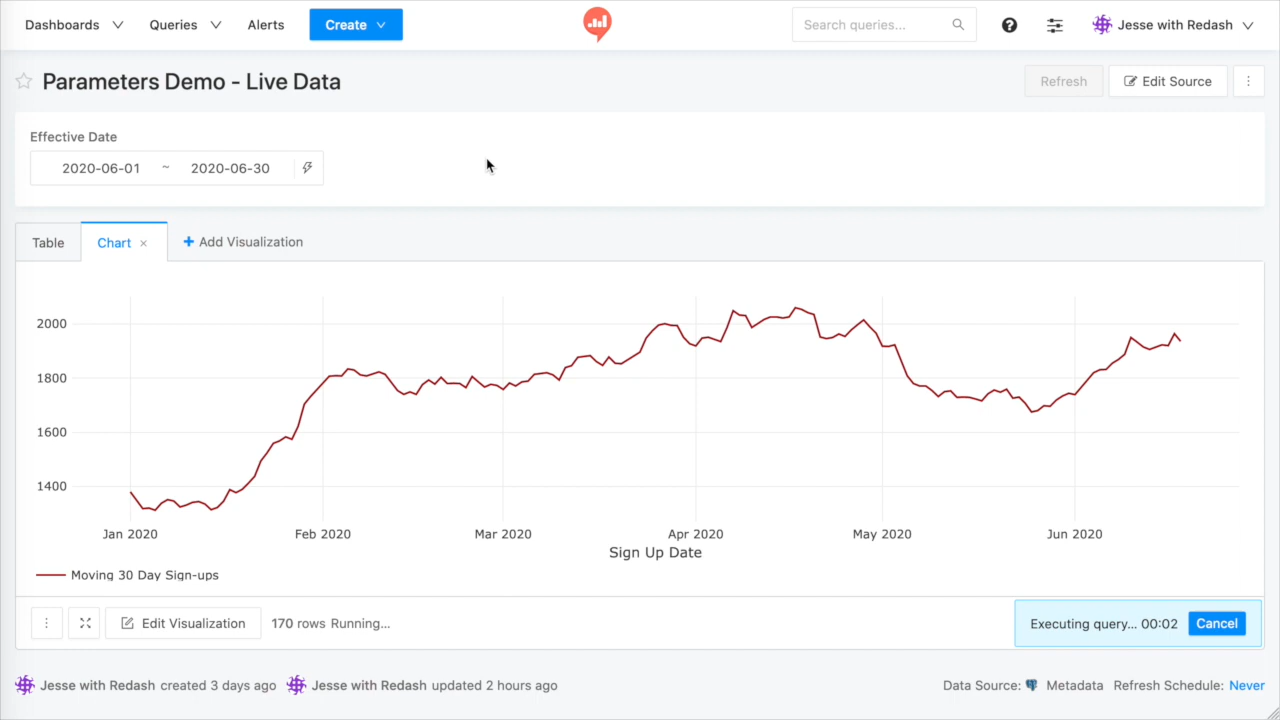 Dashboards Queries Alerts Create Search queries... Jesse with Redash
Parameters Demo - Live Data Refresh Edit Source
Effective Date
2020-06-01 ~ 2020-06-30
Table Chart × + Add Visualization
2000
1800
1600
1400
Jan 2020 Feb 2020 Mar 2020 Apr 2020 May 2020 Jun 2020
Sign Up Date
Moving 30 Day Sign-ups
Edit Visualization 170 rows Running... Executing query... 00:02 Cancel
Jesse with Redash created 3 days ago Jesse with Redash updated 2 hours ago Data Source: Metadata Refresh Schedule: Never